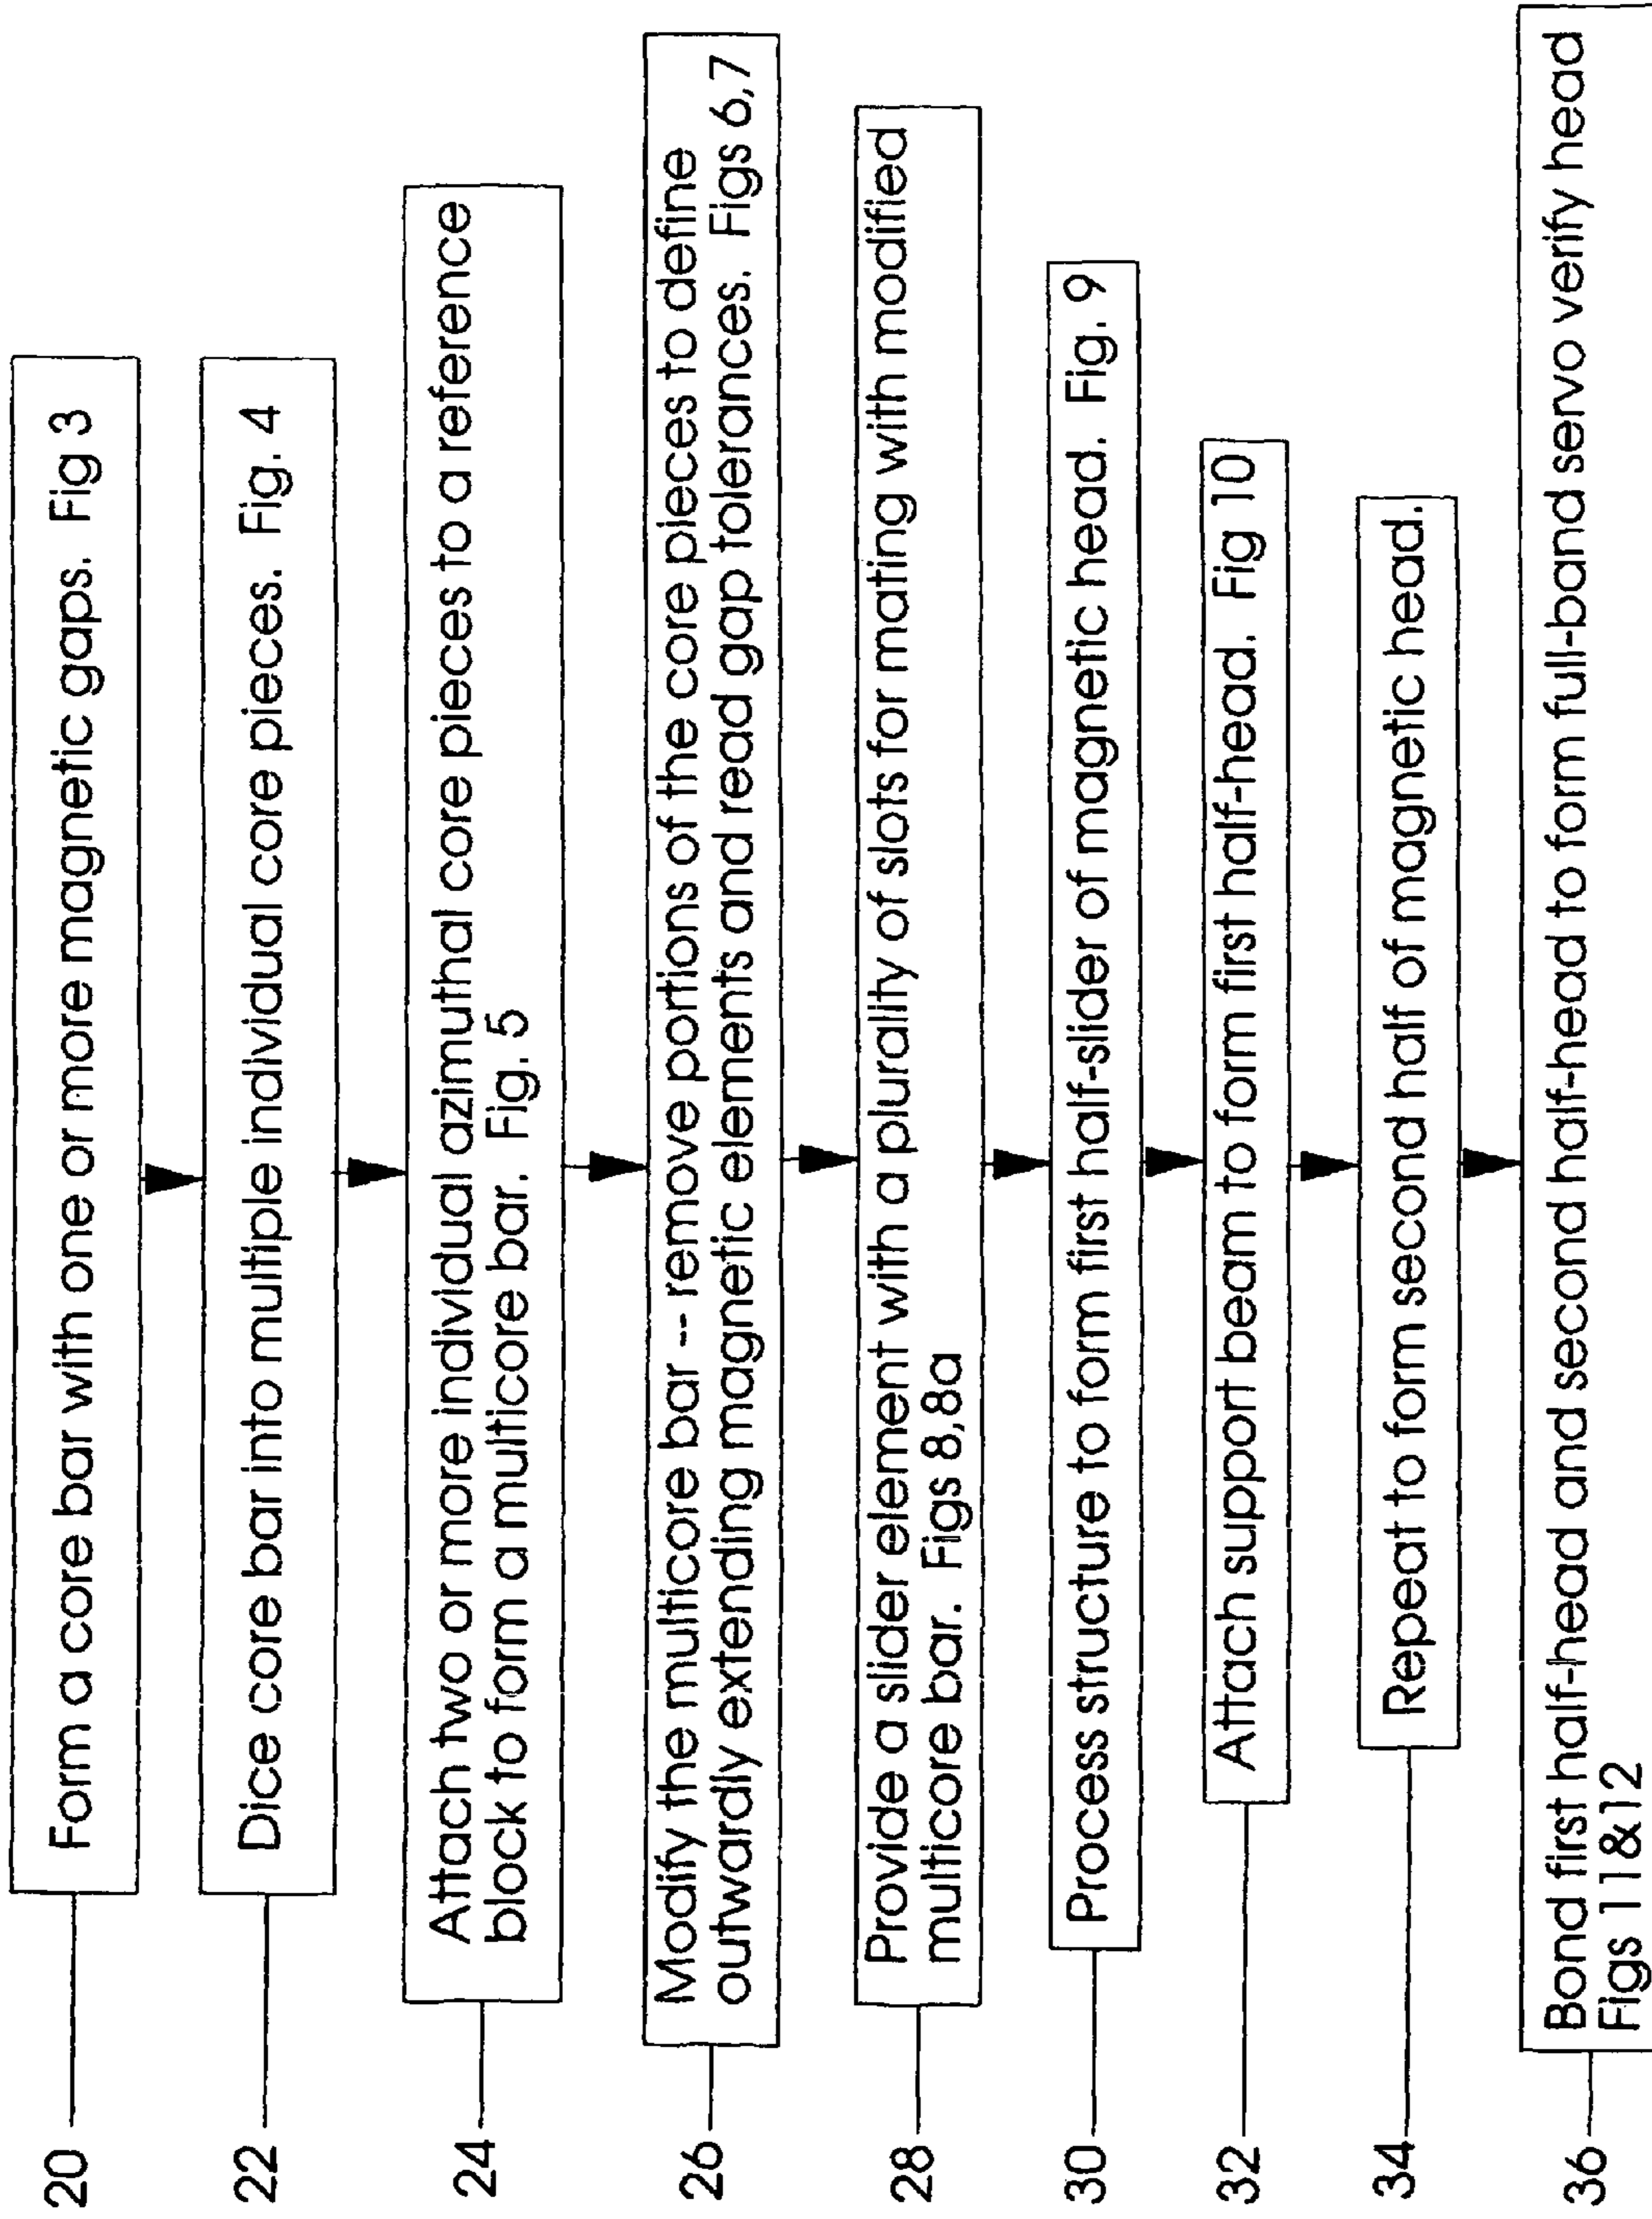 20
Form a core bar with one or more magnetic gaps. Fig 3
22
Dice core bar into multiple individual core pieces. Fig. 4
24
Attach two or more individual azimuthal core pieces to a reference
block to form a multicore bar. Fig. 5
26
Modify the multicore bar -- remove portions of the core pieces to define
outwardly extending magnetic elements and read gap tolerances. Figs 6,7
28
Provide a slider element with a plurality of slots for mating with modified
multicore bar. Figs 8,8a
30
Process structure to form first half-slider of magnetic head. Fig. 9
32
Attach support beam to form first half-head. Fig 10
34
Repeat to form second half of magnetic head.
36
Bond first half-head and second half-head to form full-band servo verify head
Figs 11&12